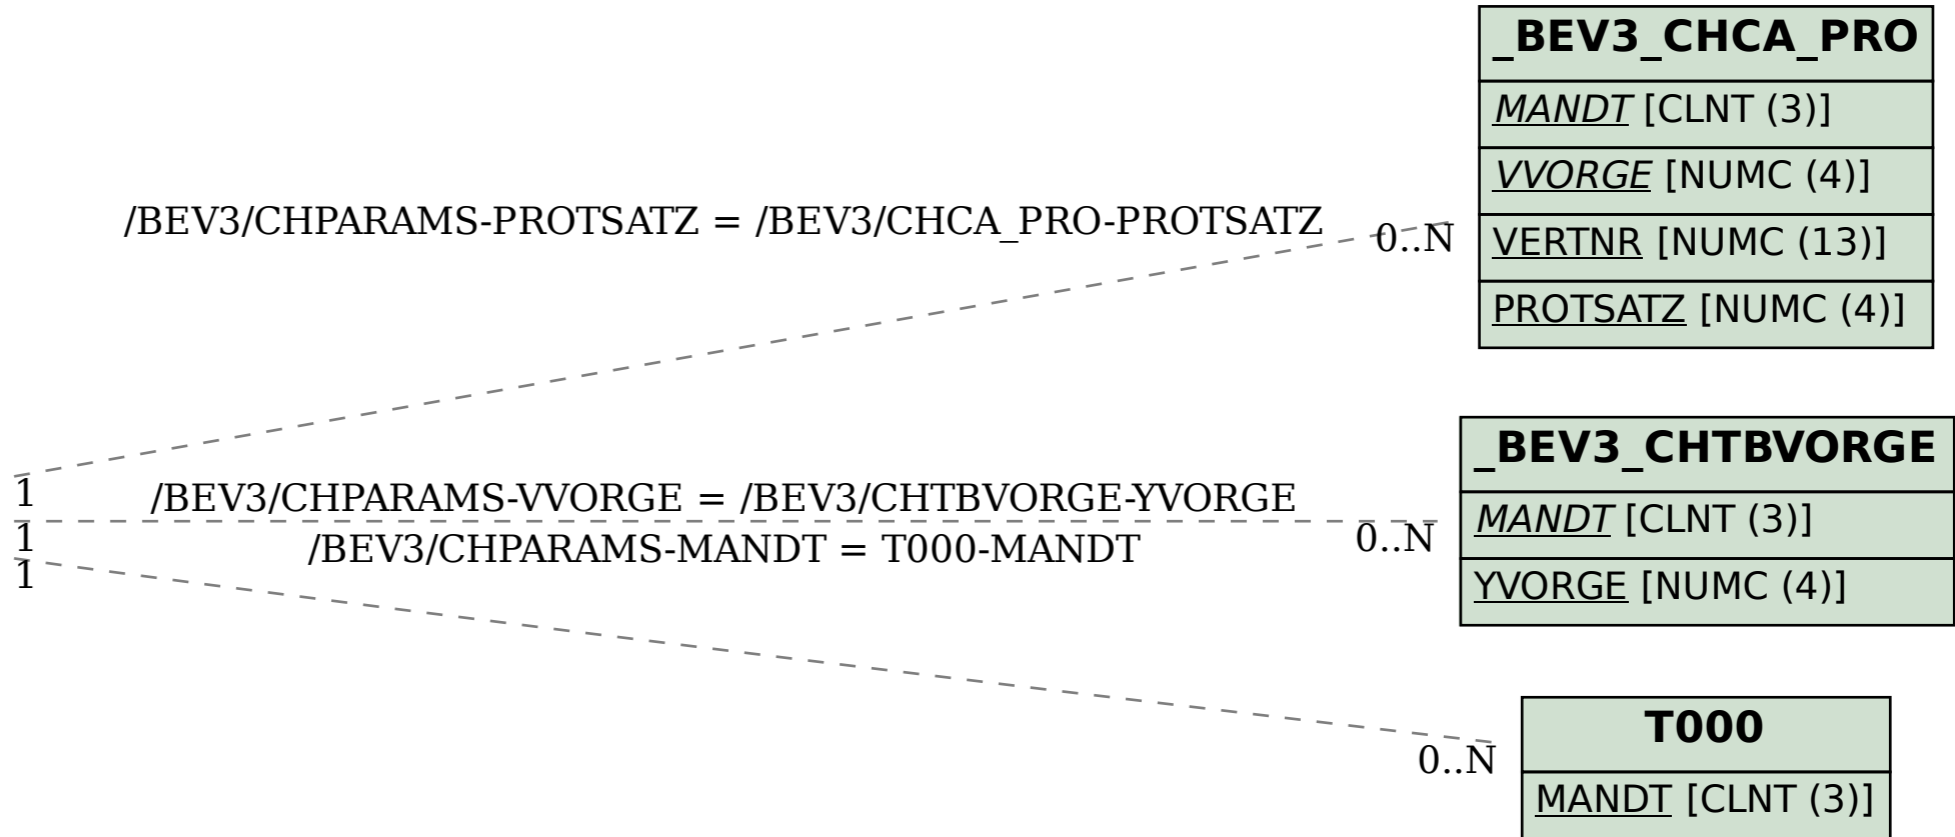 _BEV3_CHCA_PRO
MANDT [CLNT (3)]
VVORGE [NUMC (4)]
VERTNR [NUMC (13)]
PROTSATZ [NUMC (4)]
/BEV3/CHPARAMS-PROTSATZ = /BEV3/CHCA_PRO-PROTSATZ
0..N
_BEV3_CHTBVORGE
MANDT [CLNT (3)]
YVORGE [NUMC (4)]
1
/BEV3/CHPARAMS-VVORGE = /BEV3/CHTBVORGE-YVORGE
1
0..N
/BEV3/CHPARAMS-MANDT = T000-MANDT
1
0..N
T000
MANDT [CLNT (3)]